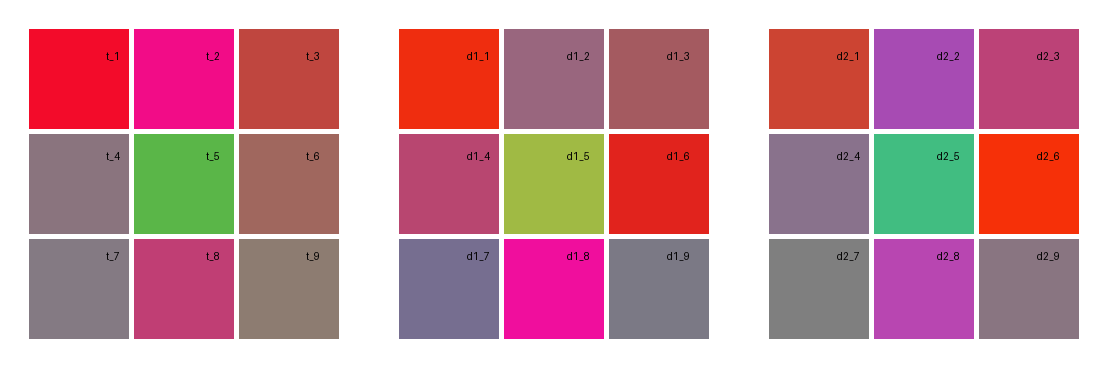 t_1 t_2 t_3 d1_1 d1_2 d1_3 d2_1 d2_2 d2_3
t_4 t_5 t_6 d1_4 d1_5 d1_6 d2_4 d2_5 d2_6
t_7 t_8 t_9 d1_7 d1_8 d1_9 d2_7 d2_8 d2_9